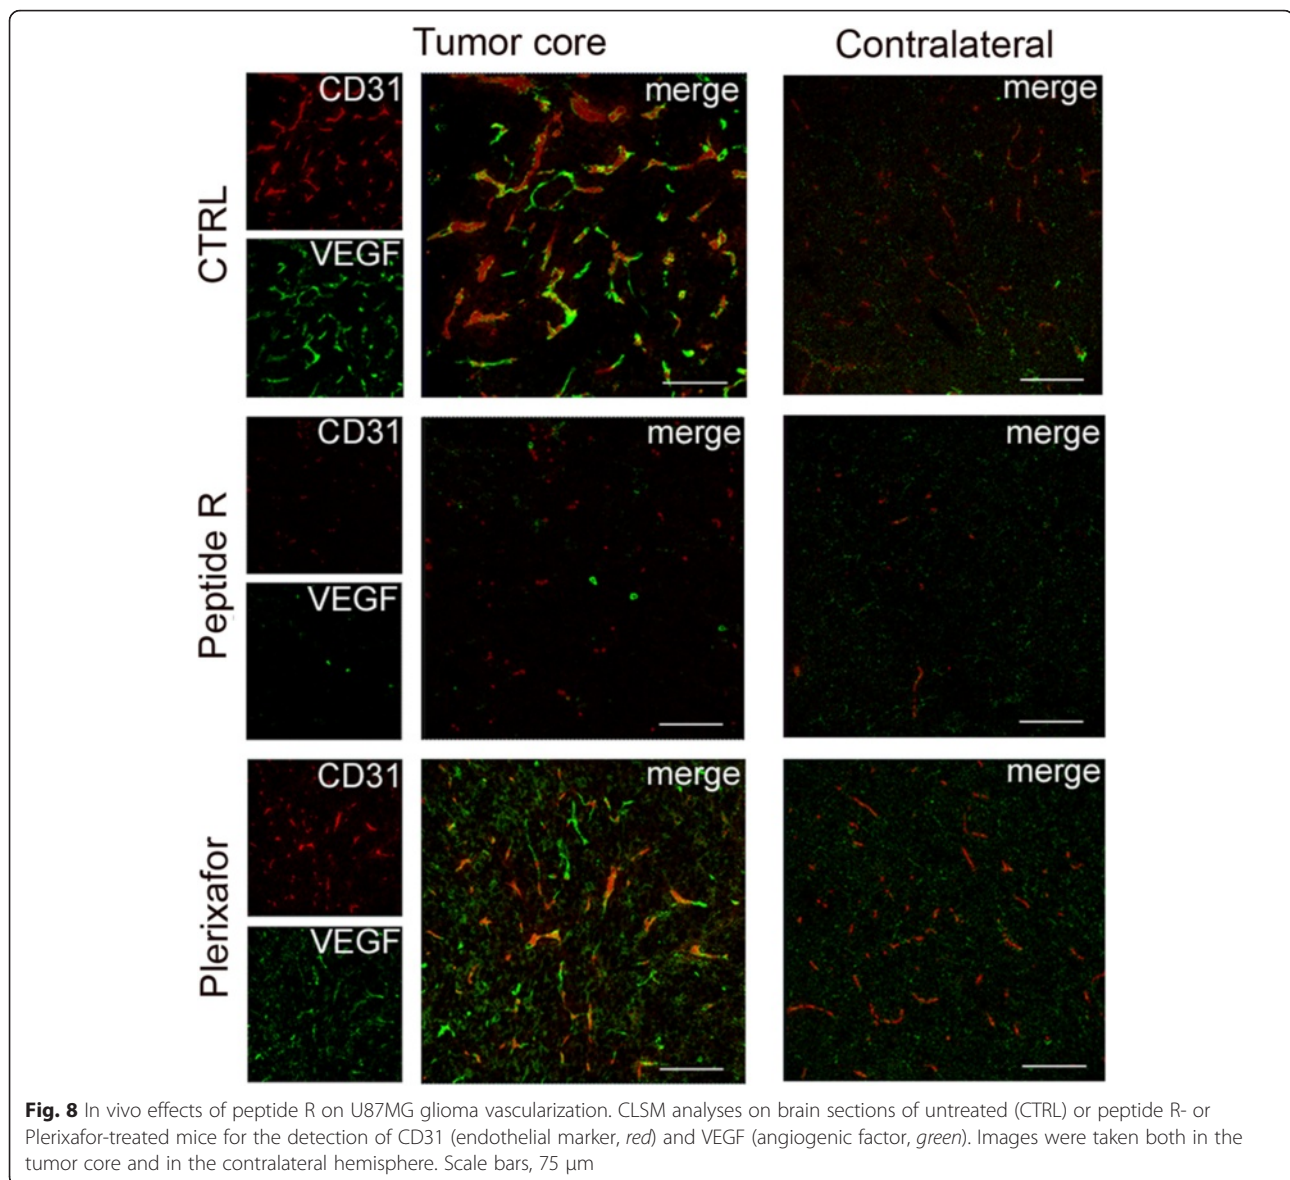 Tumor core
Contralateral
CTRL
CD31
VEGF
merge
merge
Peptide R
CD31
VEGF
merge
merge
Plerixafor
CD31
VEGF
merge
merge
Fig. 8 In vivo effects of peptide R on U87MG glioma vascularization. CLSM analyses on brain sections of untreated (CTRL) or peptide R- or
Plerixafor-treated mice for the detection of CD31 (endothelial marker, red) and VEGF (angiogenic factor, green). Images were taken both in the
tumor core and in the contralateral hemisphere. Scale bars, 75 μm